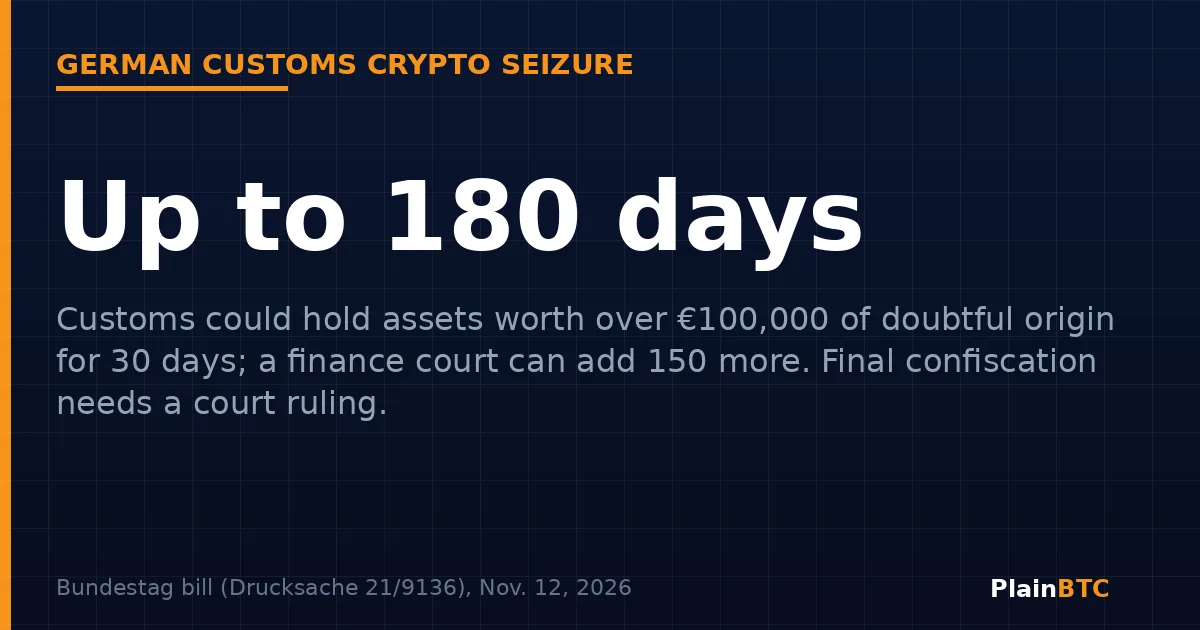 GERMAN CUSTOMS CRYPTO SEIZURE
Up to 180 days
Customs could hold assets worth over €100,000 of doubtful origin
for 30 days; a finance court can add 150 more. Final confiscation
needs a court ruling.
Bundestag bill (Drucksache 21/9136), Nov. 12, 2026
PlainBTC